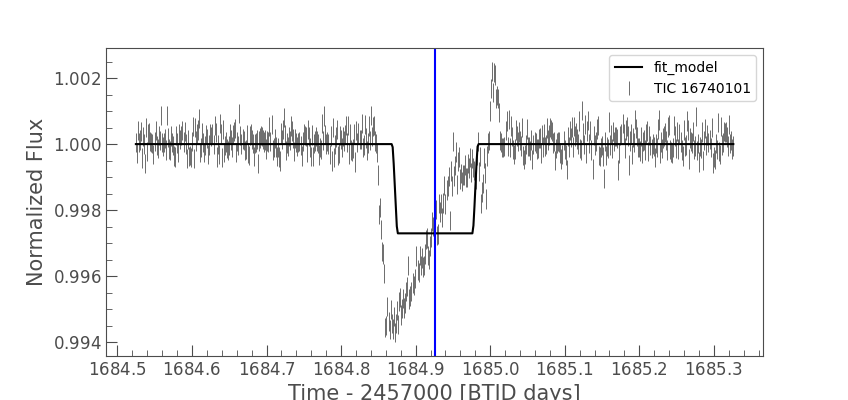 fit_model
TIC 16740101
1.002
1.000
0.998
0.996
0.994
Normalized Flux
1684.5 1684.6 1684.7 1684.8 1684.9 1685.0 1685.1 1685.2 1685.3
Time - 2457000 [BTJD days]